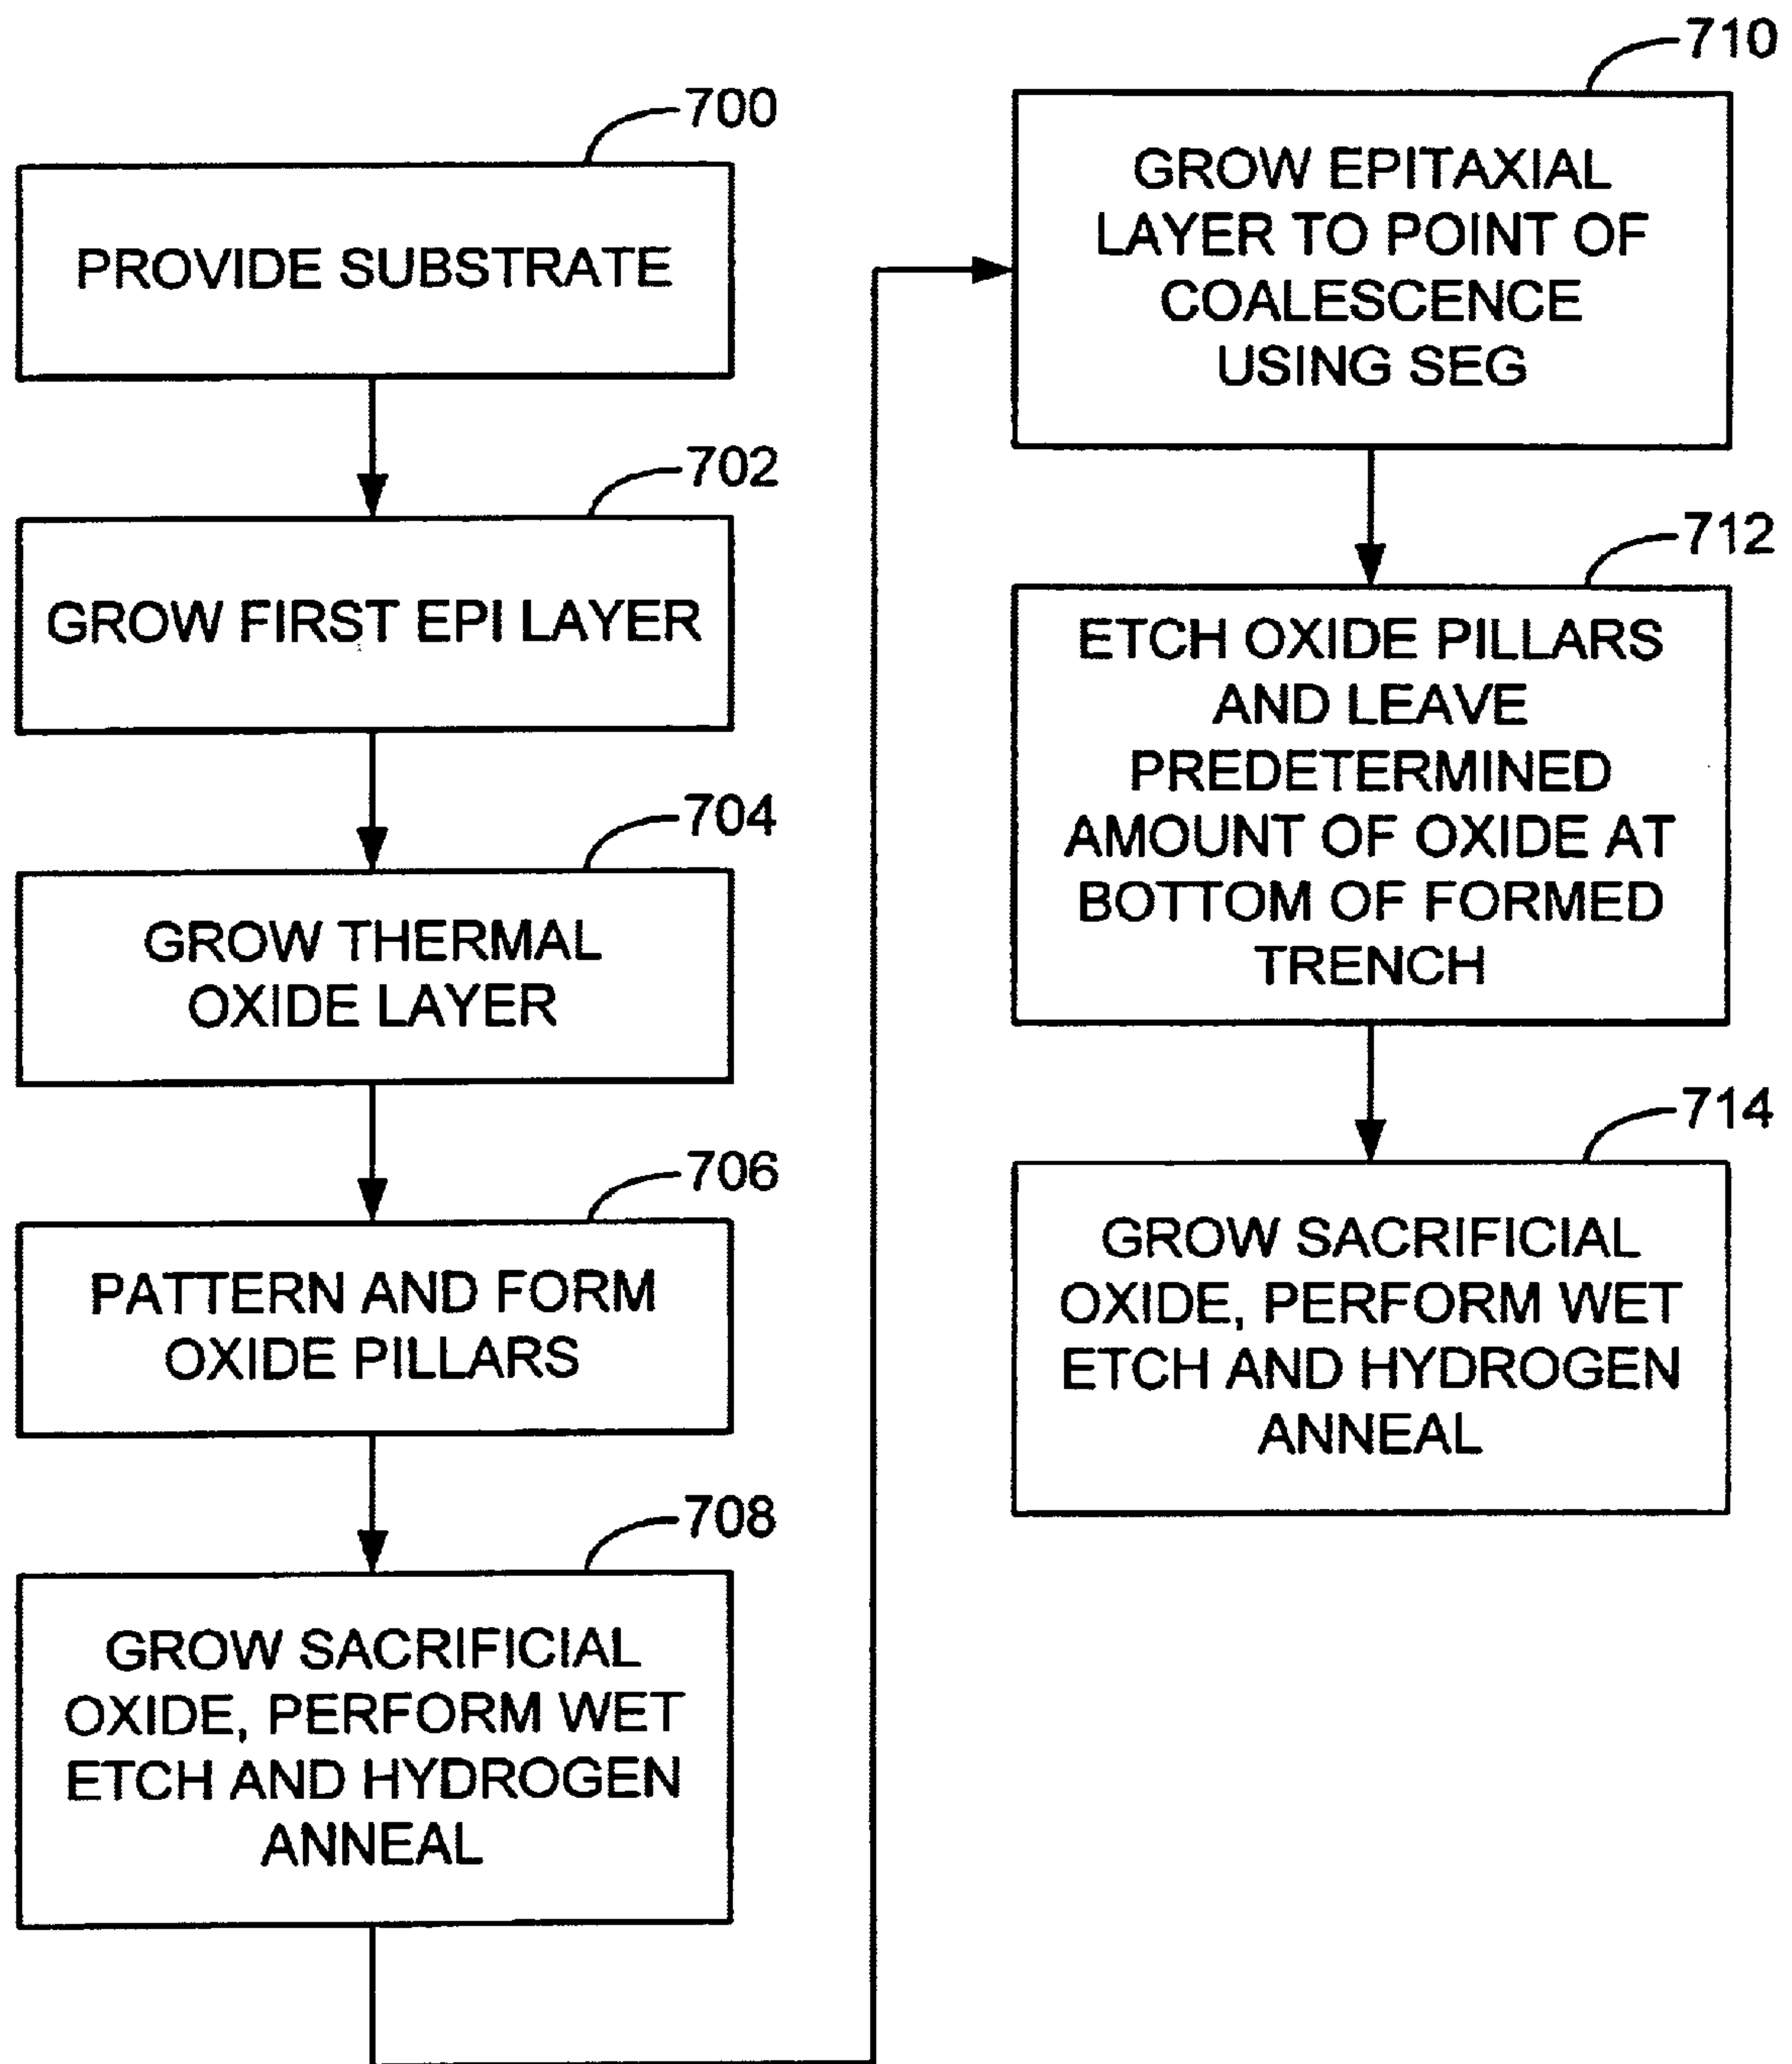 700
PROVIDE SUBSTRATE
702
GROW FIRST EPI LAYER
704
GROW THERMAL
OXIDE LAYER
706
PATTERN AND FORM
OXIDE PILLARS
708
GROW SACRIFICIAL
OXIDE, PERFORM WET
ETCH AND HYDROGEN
ANNEAL
710
GROW EPITAXIAL
LAYER TO POINT OF
COALESCENCE
USING SEG
712
ETCH OXIDE PILLARS
AND LEAVE
PREDETERMINED
AMOUNT OF OXIDE AT
BOTTOM OF FORMED
TRENCH
714
GROW SACRIFICIAL
OXIDE, PERFORM WET
ETCH AND HYDROGEN
ANNEAL